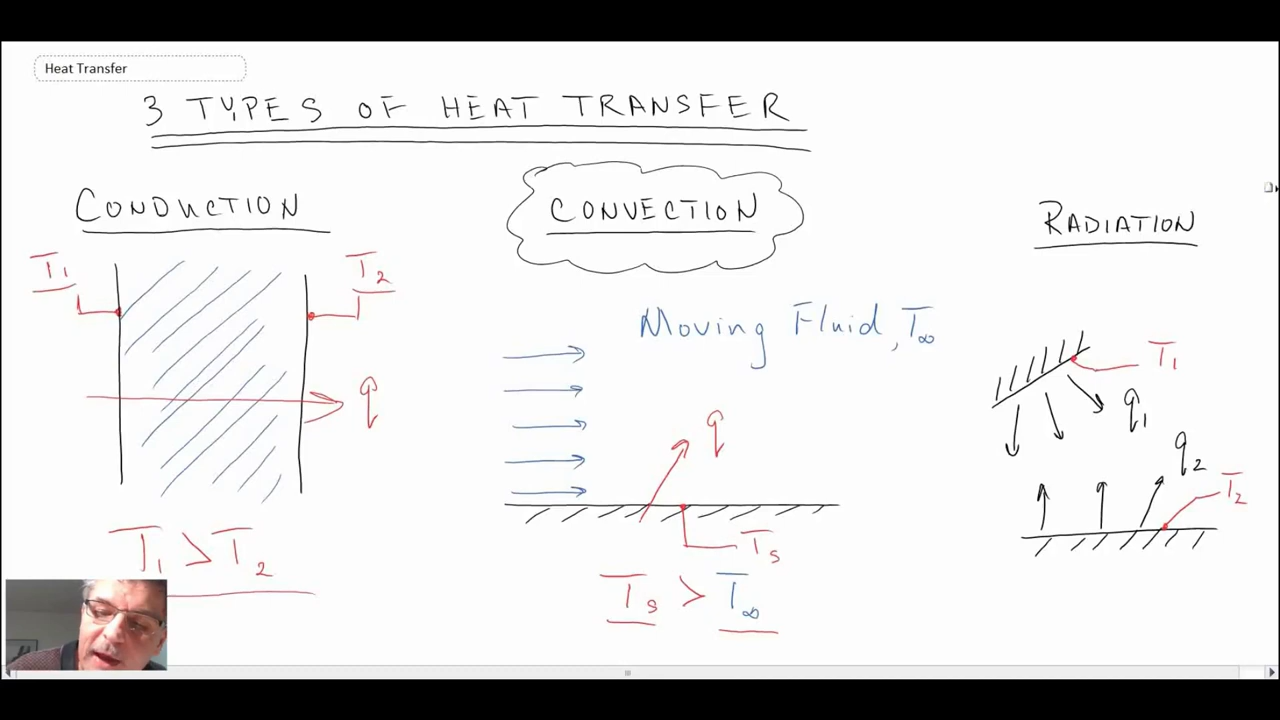 Heat Transfer
3 TYPES OF HEAT TRANSFER
CONDUCTION
T₁
T₂
q
T₁ > T₂
CONVECTION
Moving Fluid, T∞
q
Tₛ
Tₛ > T∞
RADIATION
T₁
q₁
q₂
T₂